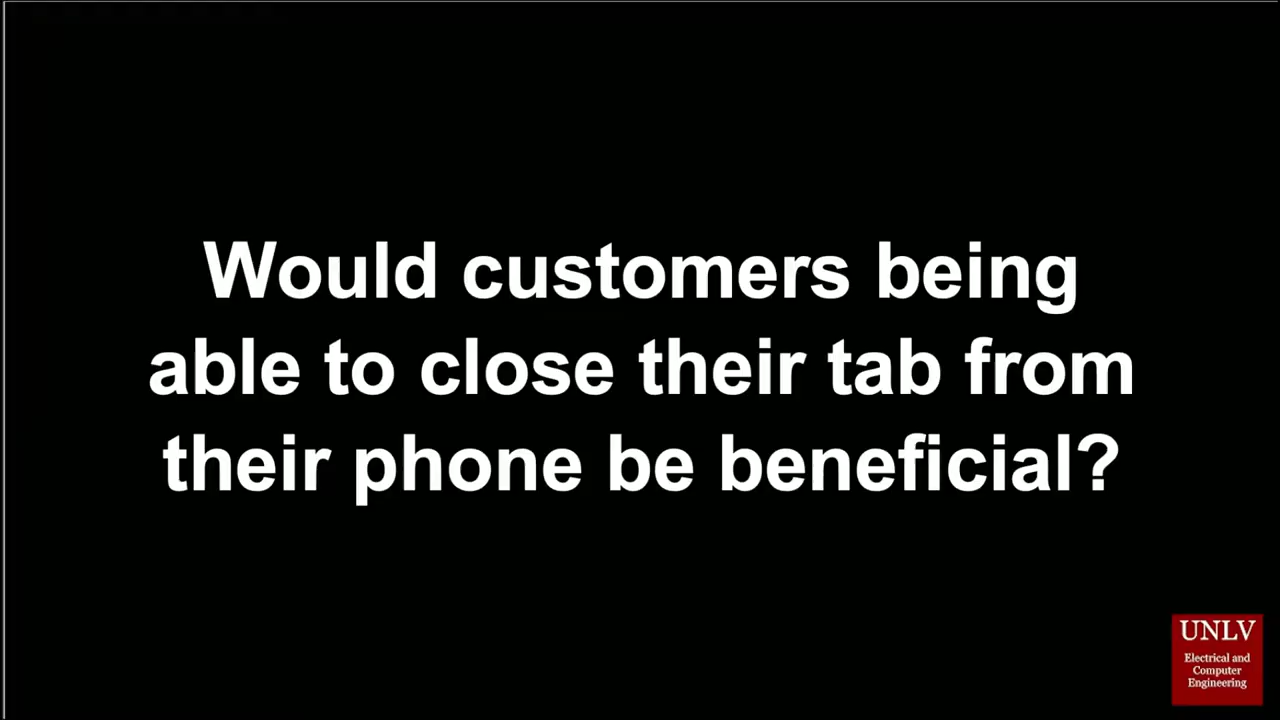 Would customers being
able to close their tab from
their phone be beneficial?
UNLV
Electrical and
Computer
Engineering